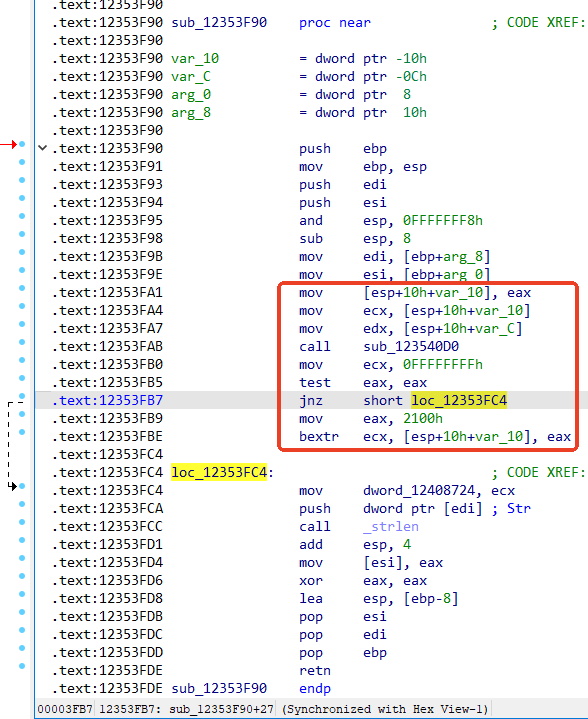 .text:12353F90
.text:12353F90 sub_12353F90 proc near ; CODE XREF:
.text:12353F90
.text:12353F90 var_10 = dword ptr -10h
.text:12353F90 var_C = dword ptr -0Ch
.text:12353F90 arg_0 = dword ptr 8
.text:12353F90 arg_8 = dword ptr 10h
.text:12353F90
.text:12353F90 push ebp
.text:12353F91 mov ebp, esp
.text:12353F93 push edi
.text:12353F94 push esi
.text:12353F95 and esp, 0FFFFFFF8h
.text:12353F98 sub esp, 8
.text:12353F9B mov edi, [ebp+arg_8]
.text:12353F9E mov esi, [ebp+arg_0]
.text:12353FA1 mov [esp+10h+var_10], eax
.text:12353FA4 mov ecx, [esp+10h+var_10]
.text:12353FA7 mov edx, [esp+10h+var_C]
.text:12353FAB call sub_123540D0
.text:12353FB0 mov ecx, 0FFFFFFFFh
.text:12353FB5 test eax, eax
.text:12353FB7 jnz short loc_12353FC4
.text:12353FB9 mov eax, 2100h
.text:12353FBE bextr ecx, [esp+10h+var_10], eax
.text:12353FC4
.text:12353FC4 loc_12353FC4: ; CODE XREF:
.text:12353FC4 mov dword_12408724, ecx
.text:12353FCA push dword ptr [edi] ; Str
.text:12353FCC call _strlen
.text:12353FD1 add esp, 4
.text:12353FD4 mov [esi], eax
.text:12353FD6 xor eax, eax
.text:12353FD8 lea esp, [ebp-8]
.text:12353FDB pop esi
.text:12353FDC pop edi
.text:12353FDD pop ebp
.text:12353FDE retn
.text:12353FDE sub_12353F90 endp
00003FB7 12353FB7: sub_12353F90+27 (Synchronized with Hex View-1)